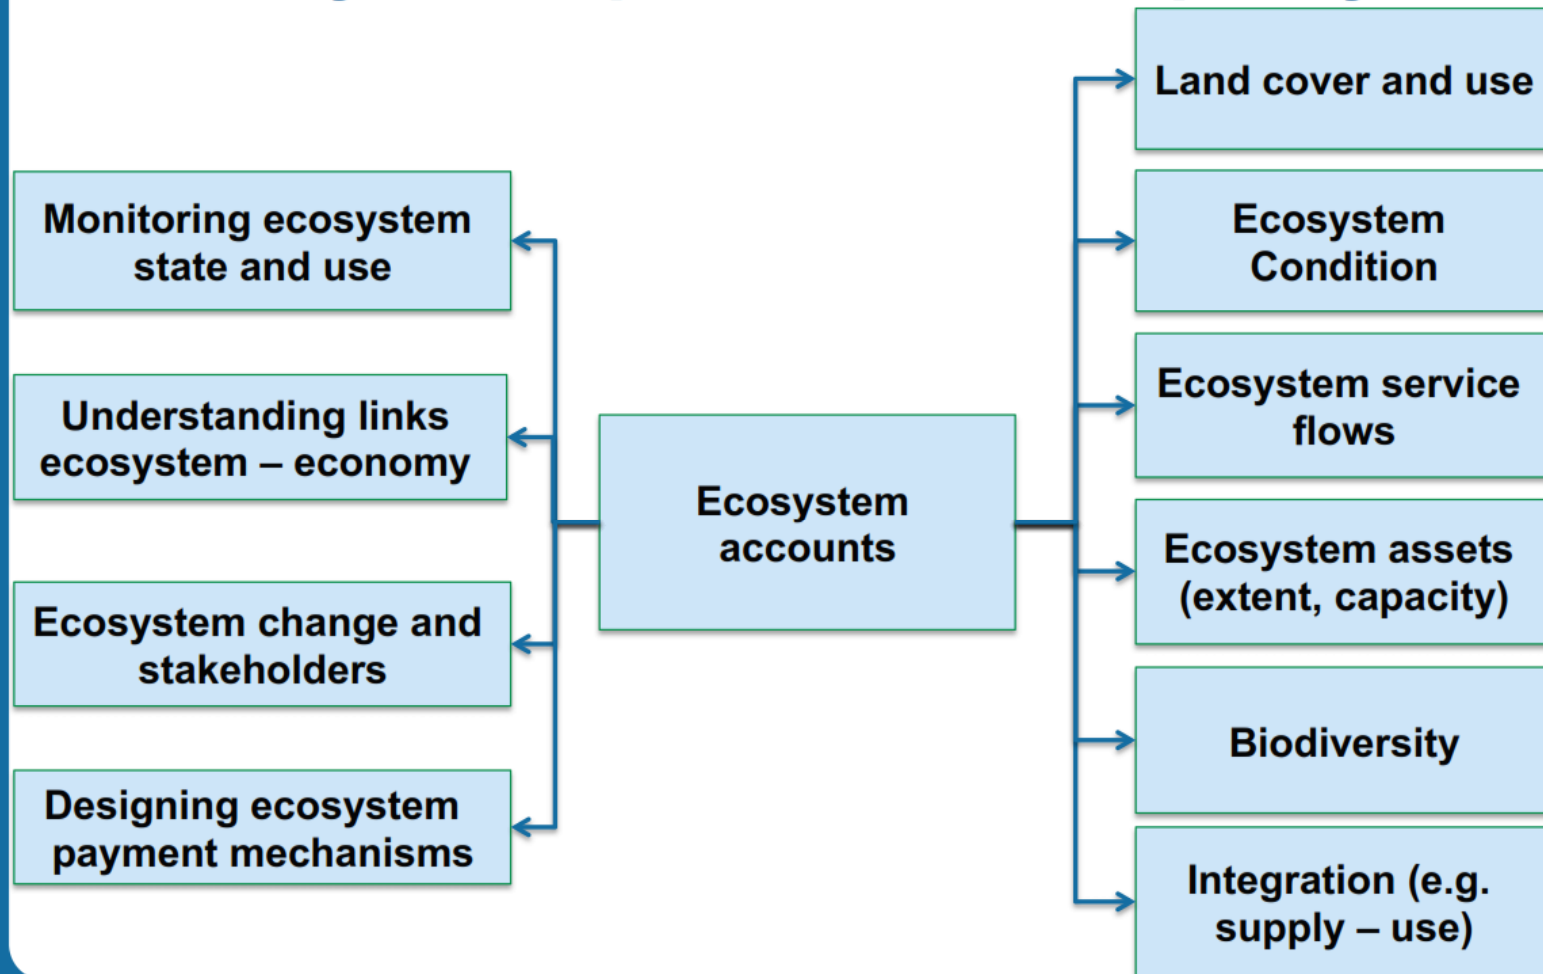 Monitoring ecosystem
state and use
Understanding links
ecosystem – economy
Ecosystem change and
stakeholders
Designing ecosystem
payment mechanisms
Ecosystem
accounts
Land cover and use
Ecosystem
Condition
Ecosystem service
flows
Ecosystem assets
(extent, capacity)
Biodiversity
Integration (e.g.
supply – use)